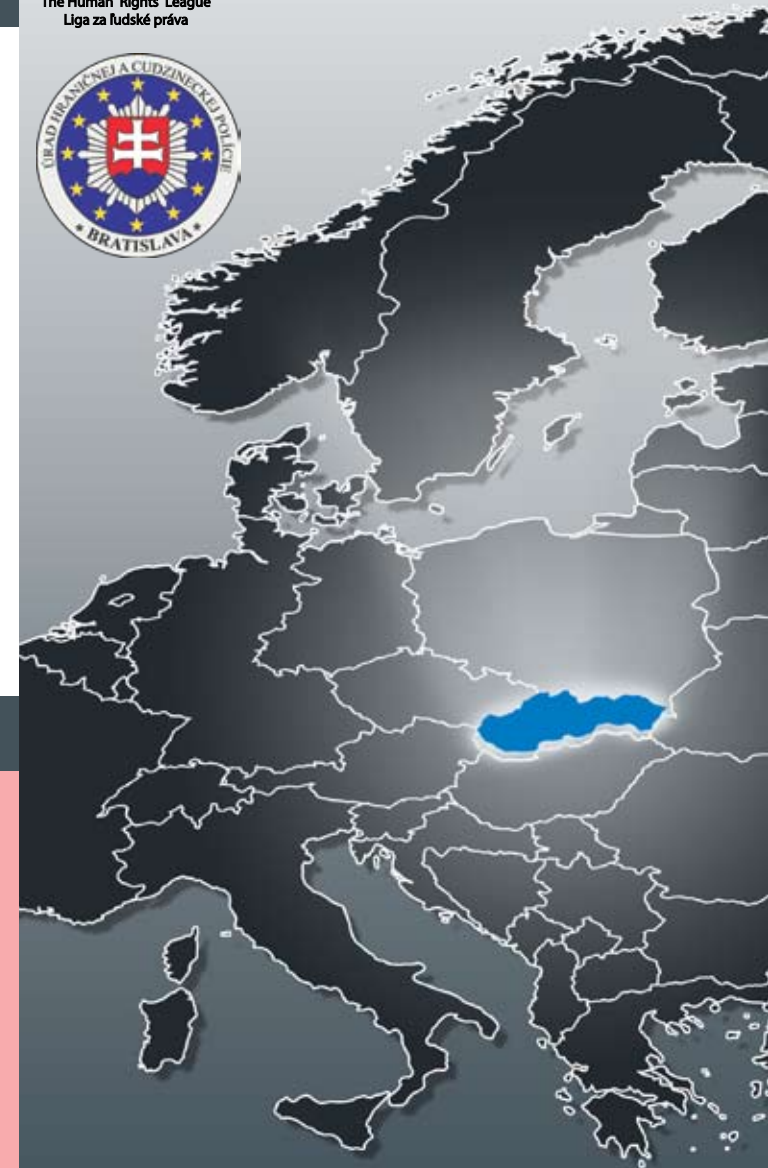 The Human Rights League
Liga za ľudské práva
ÚRAD HRANIČNEJ A CUDZINECKEJ POLÍCIE
* BRATISLAVA *